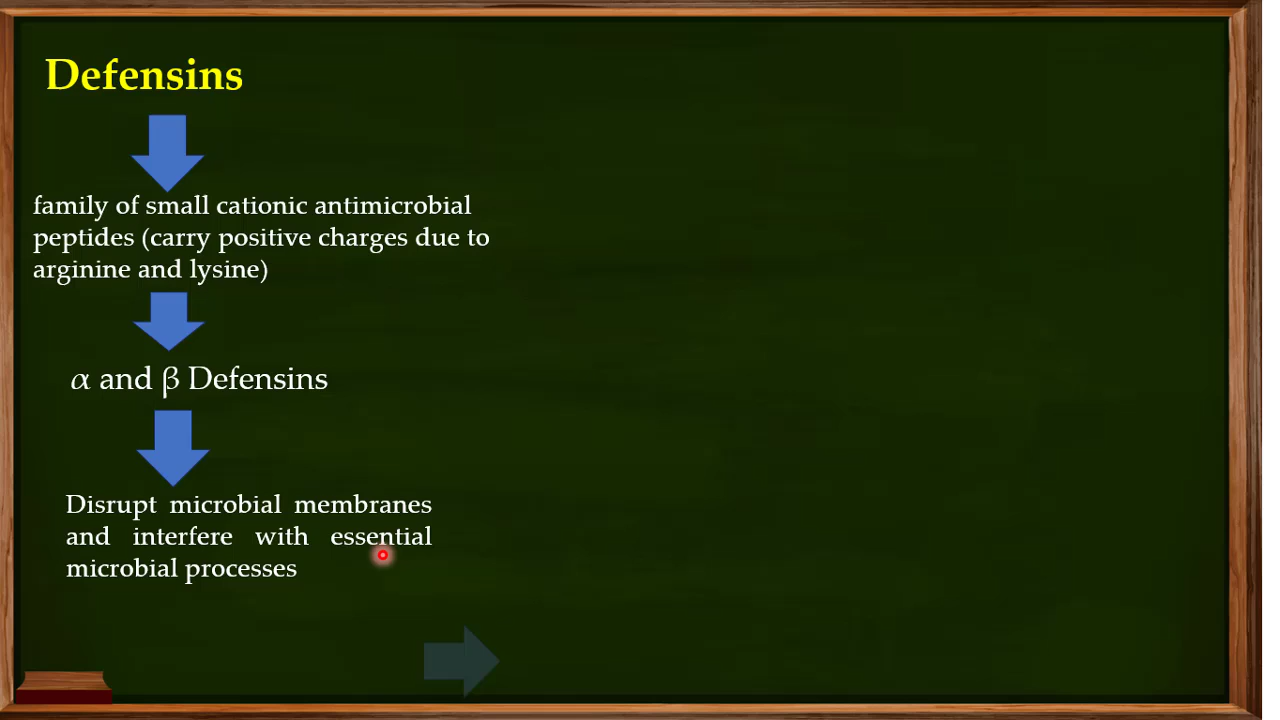 Defensins
family of small cationic antimicrobial
peptides (carry positive charges due to
arginine and lysine)
α and β Defensins
Disrupt microbial membranes
and interfere with essential
microbial processes